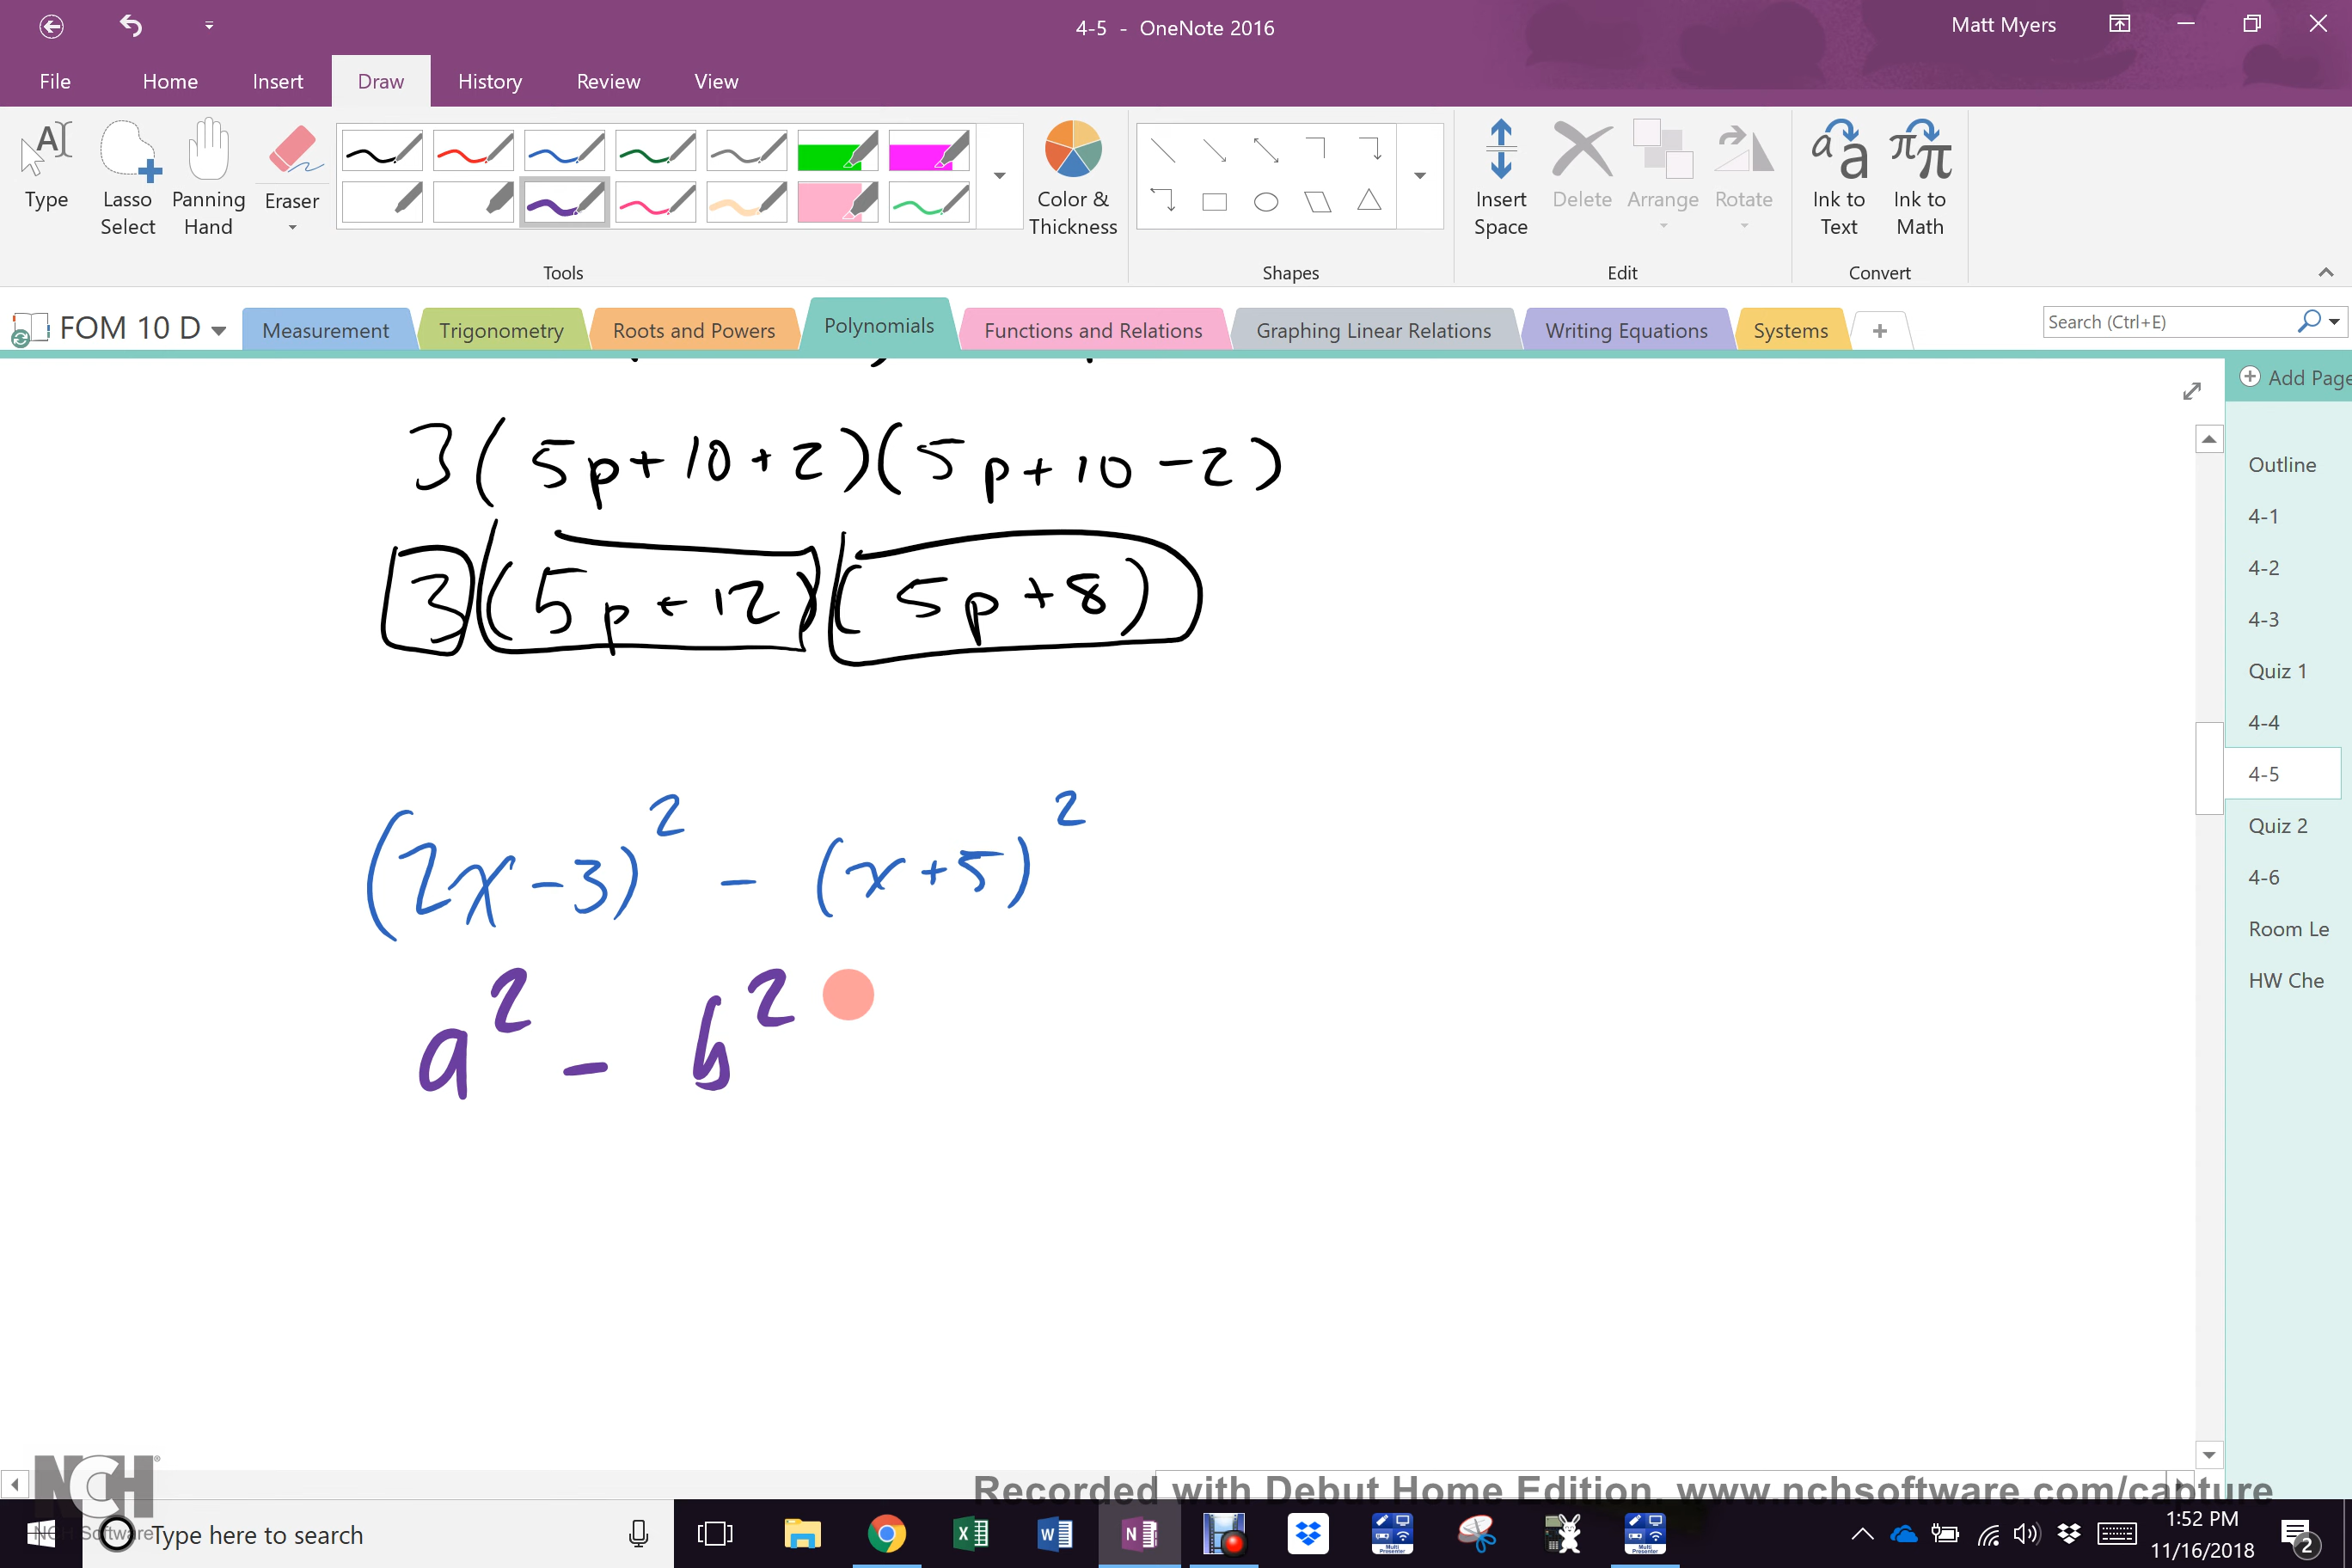 4-5 - OneNote 2016
Matt Myers
File Home Insert Draw History Review View
Type
Lasso Select
Panning Hand
Eraser
Color & Thickness
Insert Space
Delete
Arrange
Rotate
Ink to Text
Ink to Math
Tools
Shapes
Edit
Convert
FOM 10 D
Measurement
Trigonometry
Roots and Powers
Polynomials
Functions and Relations
Graphing Linear Relations
Writing Equations
Systems
Search (Ctrl+E)
Add Page
3(5p+10+2)(5p+10-2)
3(5p+12)(5p+8)
(2x-3)² - (x+5)²
a² - b²
Outline
4-1
4-2
4-3
Quiz 1
4-4
4-5
Quiz 2
4-6
Room Le
HW Che
NCH
NCH Software
Recorded with Debut Home Edition. www.nchsoftware.com/capture
Type here to search
1:52 PM
11/16/2018
2